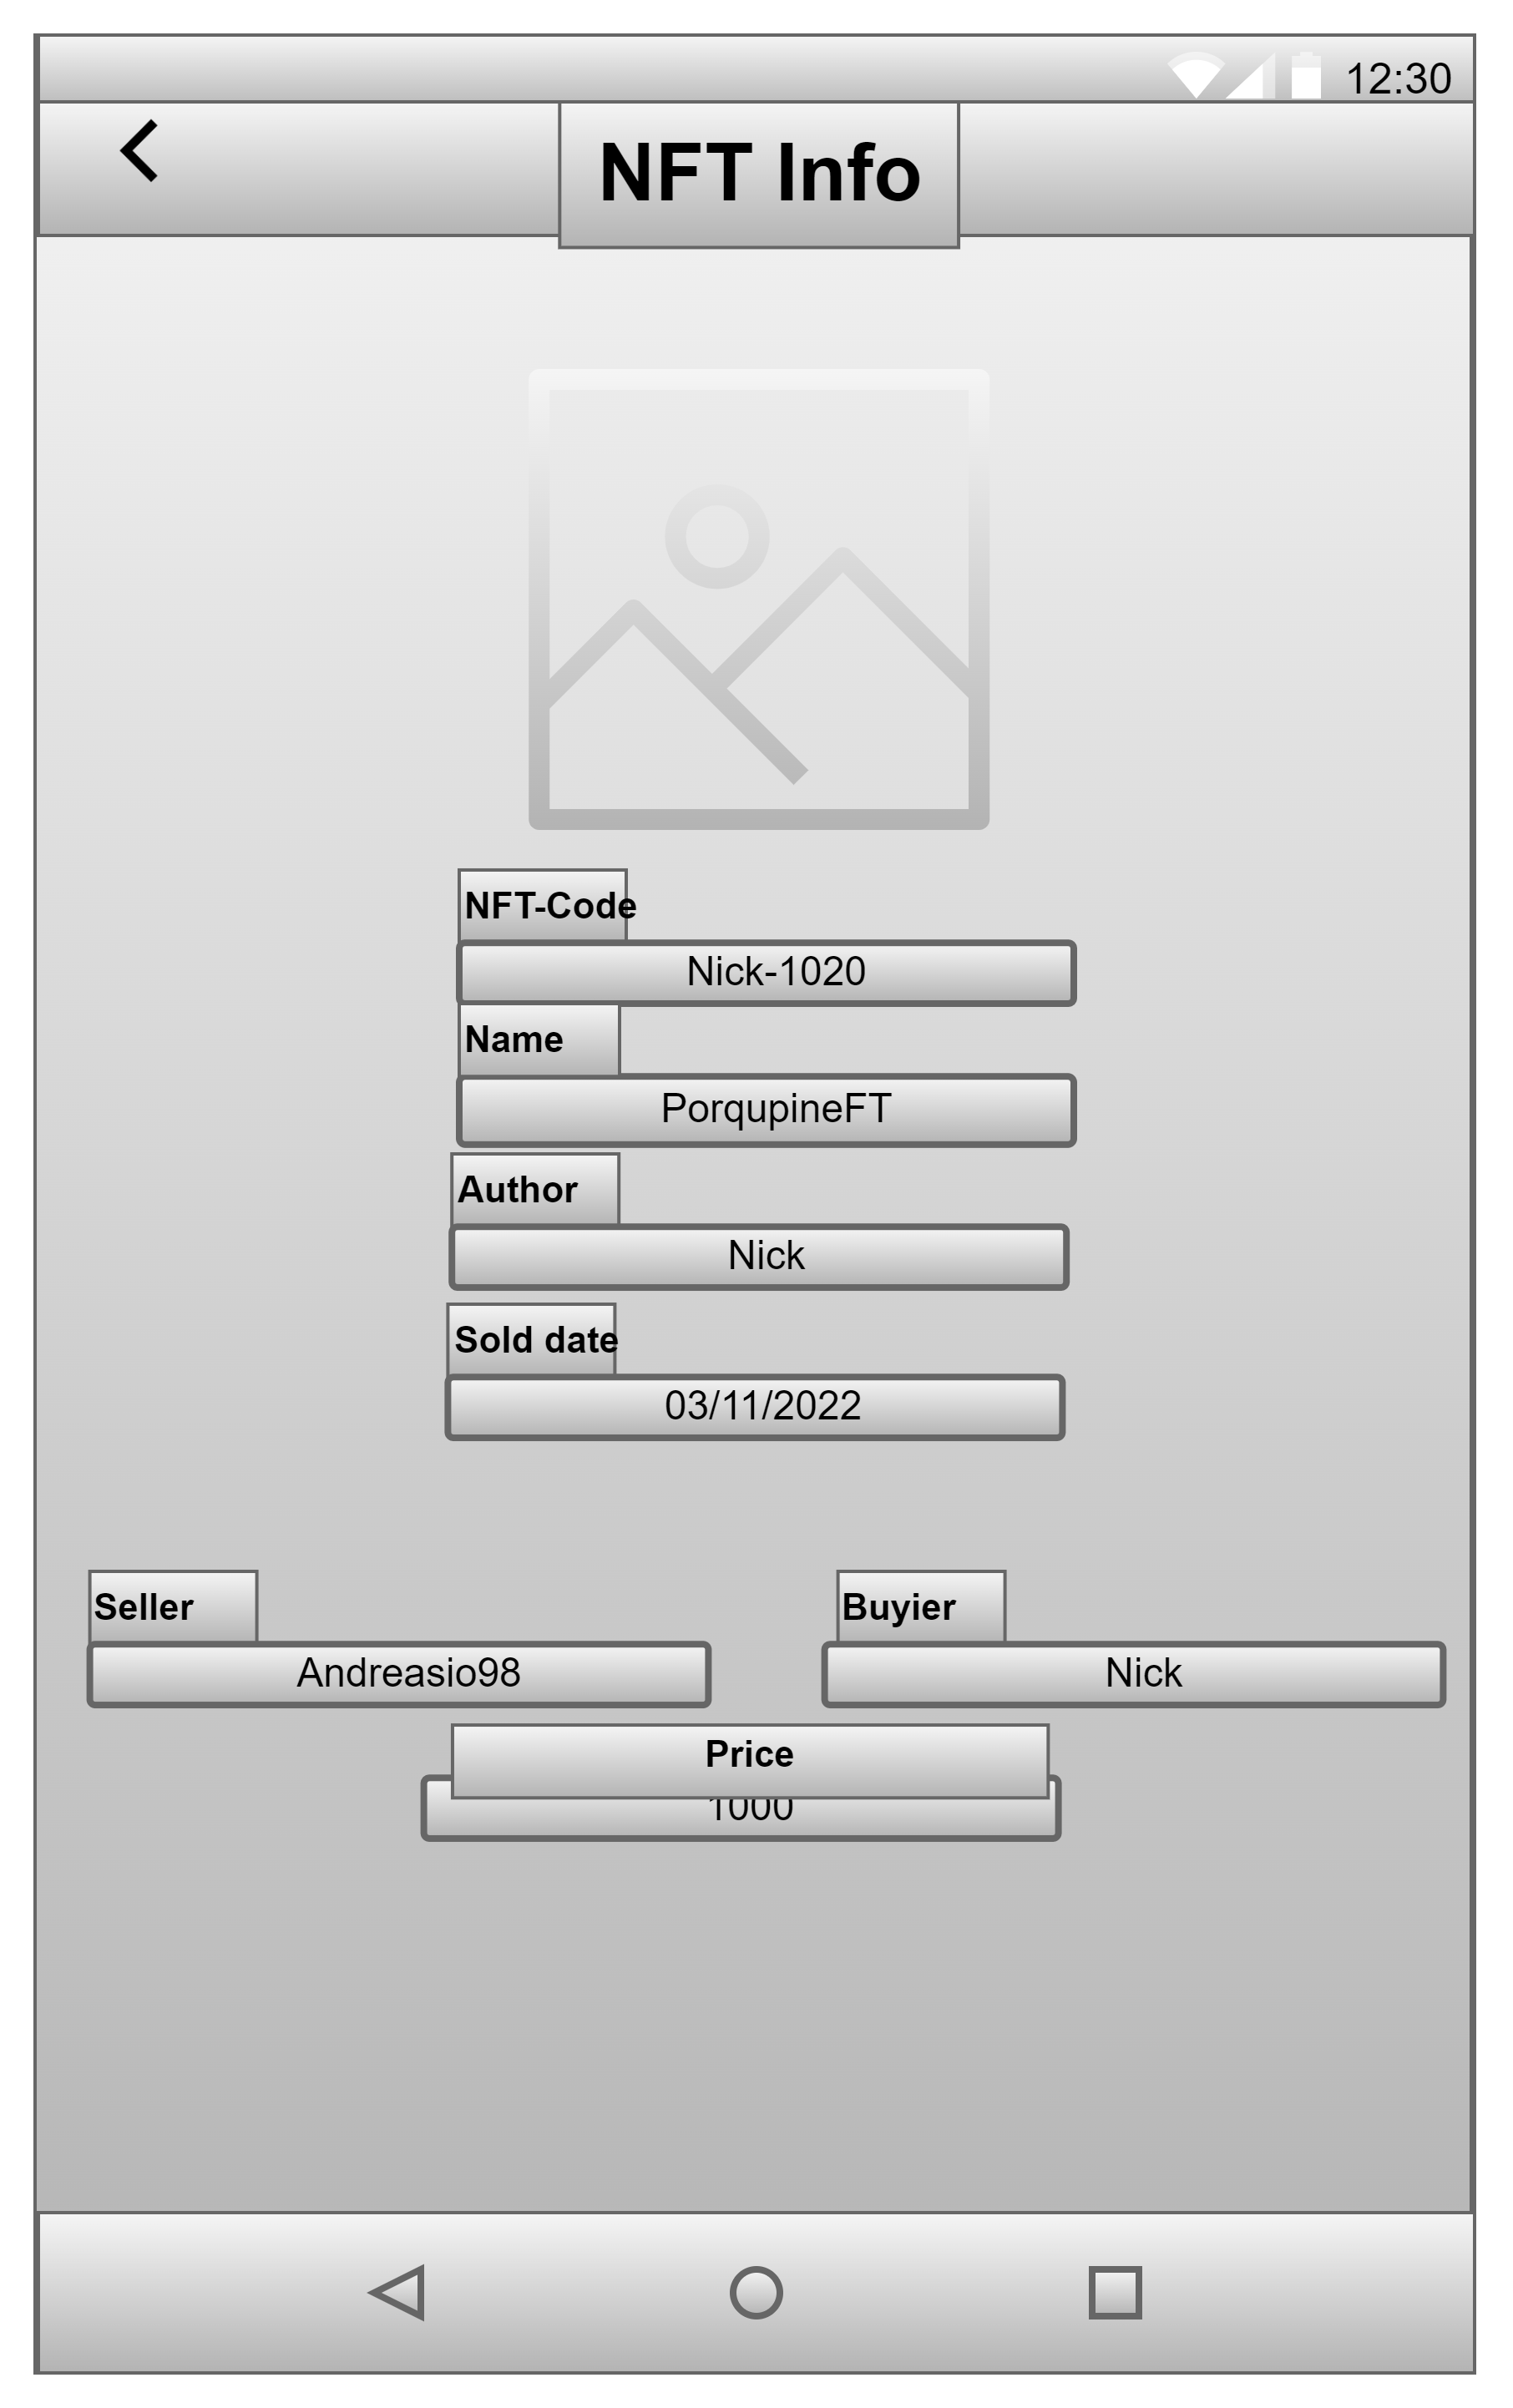 12:30
NFT Info
NFT-Code
Nick-1020
Name
PorqupineFT
Author
Nick
Sold date
03/11/2022
Seller
Buyier
Andreasio98
Nick
Price
1000